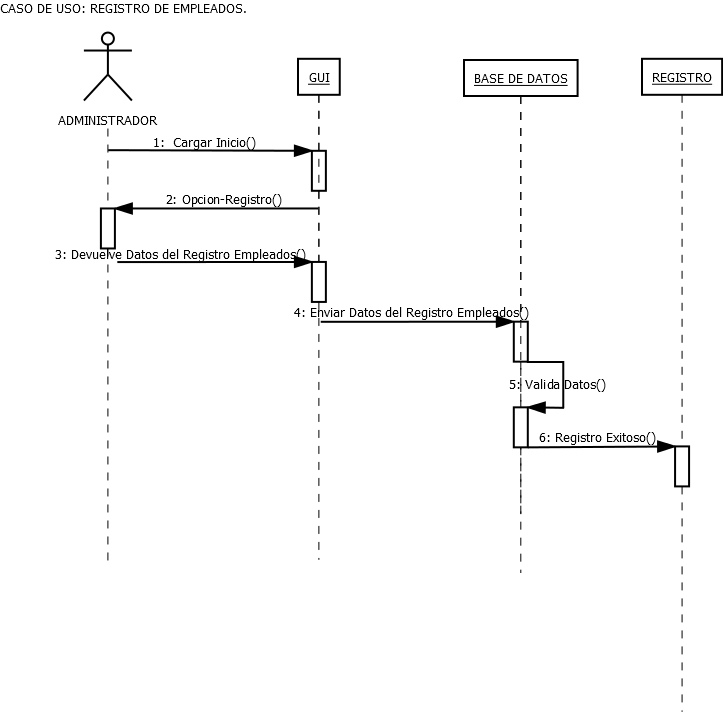 CASO DE USO: REGISTRO DE EMPLEADOS.
GUI
BASE DE DATOS
REGISTRO
ADMINISTRADOR
1: Cargar Inicio()
2: Opcion-Registro()
3: Devuelve Datos del Registro Empleados()
4: Enviar Datos del Registro Empleados()
5: Valida Datos()
6: Registro Exitoso()